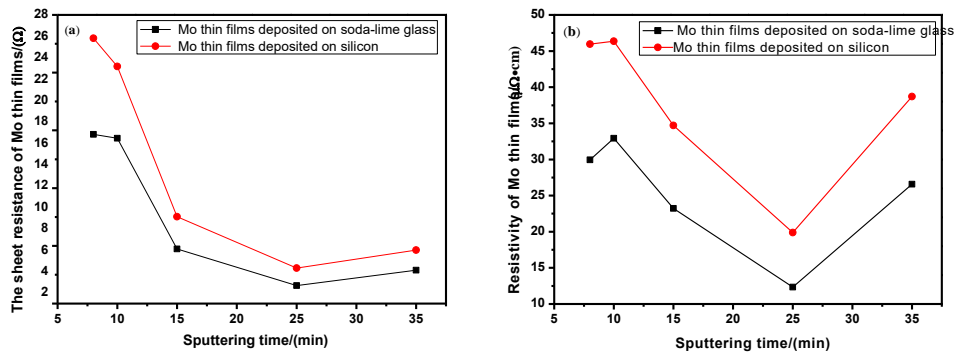 (a)
Mo thin films deposited on soda-lime glass
Mo thin films deposited on silicon
The sheet resistance of Mo thin films/(Ω)
28
24
22
20
16
14
12
8
6
4
2
5 10 15 20 25 30 35
Sputtering time/(min)
(b)
Mo thin films deposited on soda-lime glass
Mo thin films deposited on silicon
Resistivity of Mo thin films/(μΩ•cm)
50
45
40
35
30
25
20
15
10
5 10 15 20 25 30 35
Sputtering time/(min)